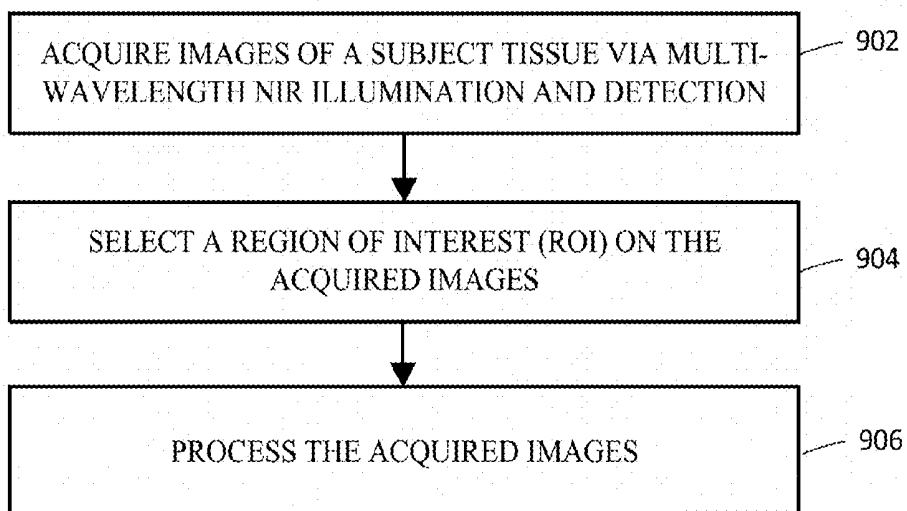 ACQUIRE IMAGES OF A SUBJECT TISSUE VIA MULTI-
WAVELENGTH NIR ILLUMINATION AND DETECTION
902
SELECT A REGION OF INTEREST (ROI) ON THE
ACQUIRED IMAGES
904
PROCESS THE ACQUIRED IMAGES
906